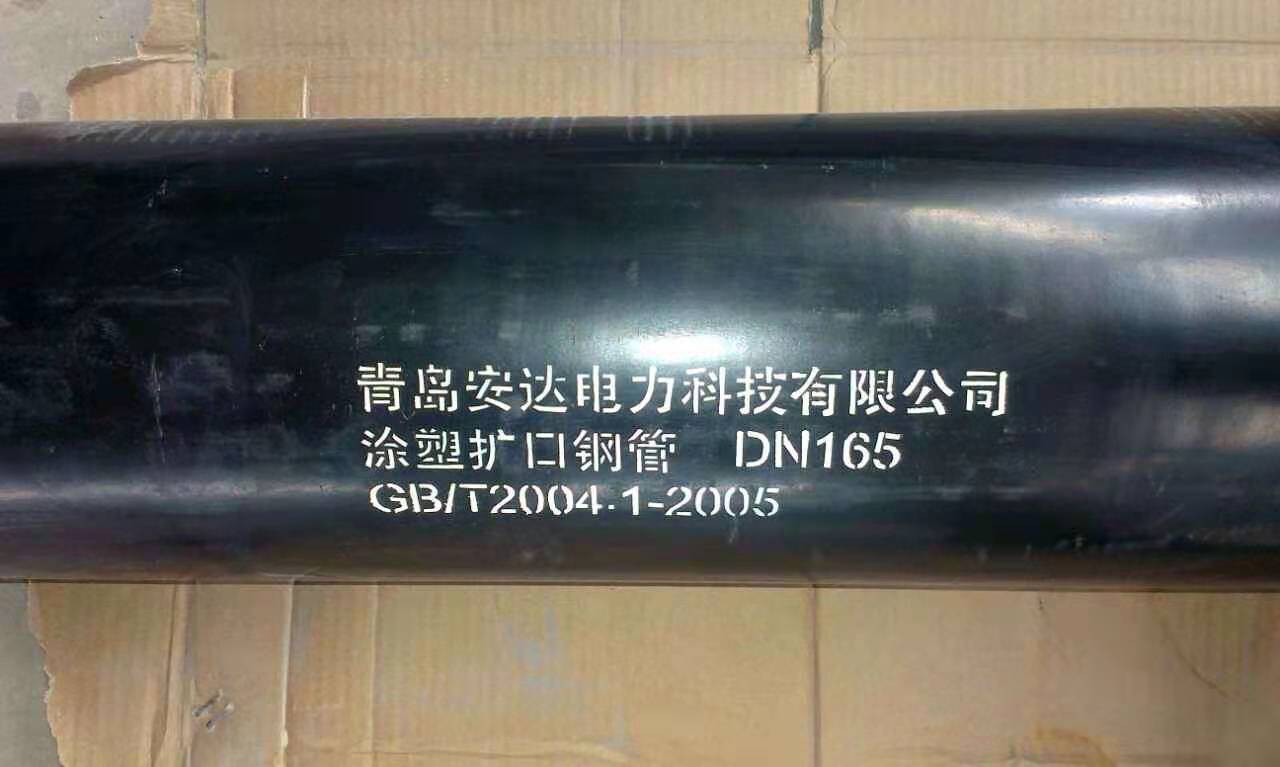 青岛安达电力科技有限公司
涂塑扩口钢管 DN165
GB/T2004.1-2005